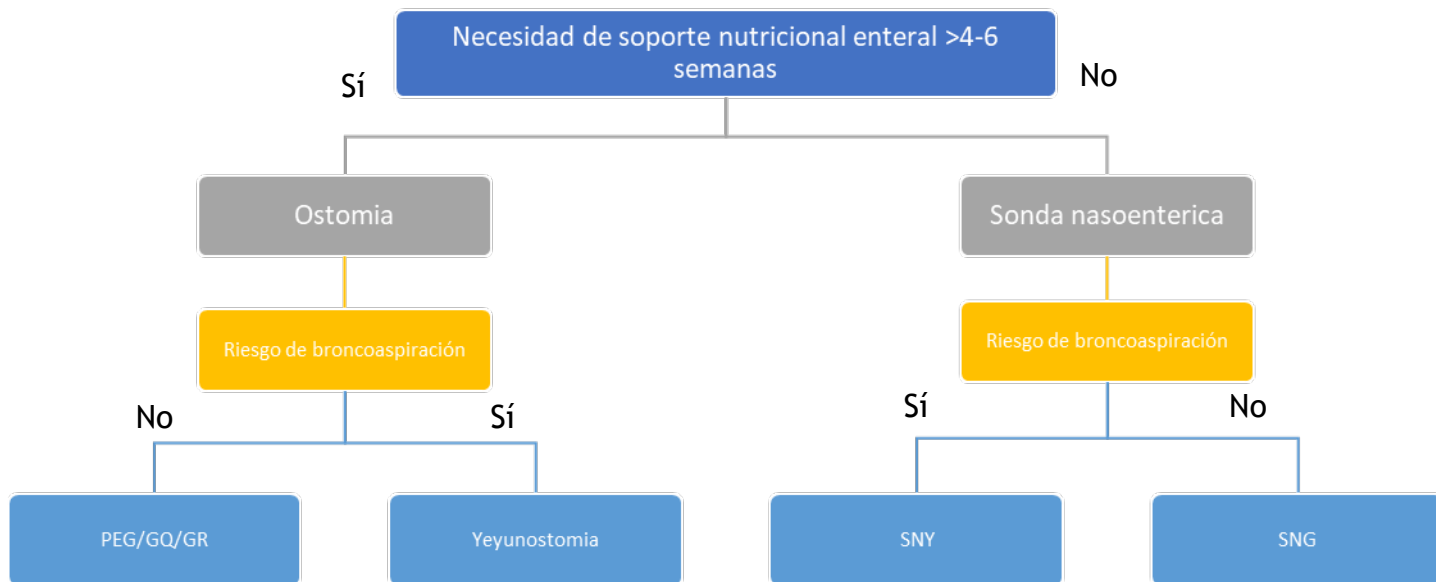 Necesidad de soporte nutricional enteral >4-6
semanas
Sí
No
Ostomia
Sonda nasoenterica
Riesgo de broncoaspiración
Riesgo de broncoaspiración
No
Sí
Sí
No
PEG/GQ/GR
Yeyunostomia
SNY
SNG